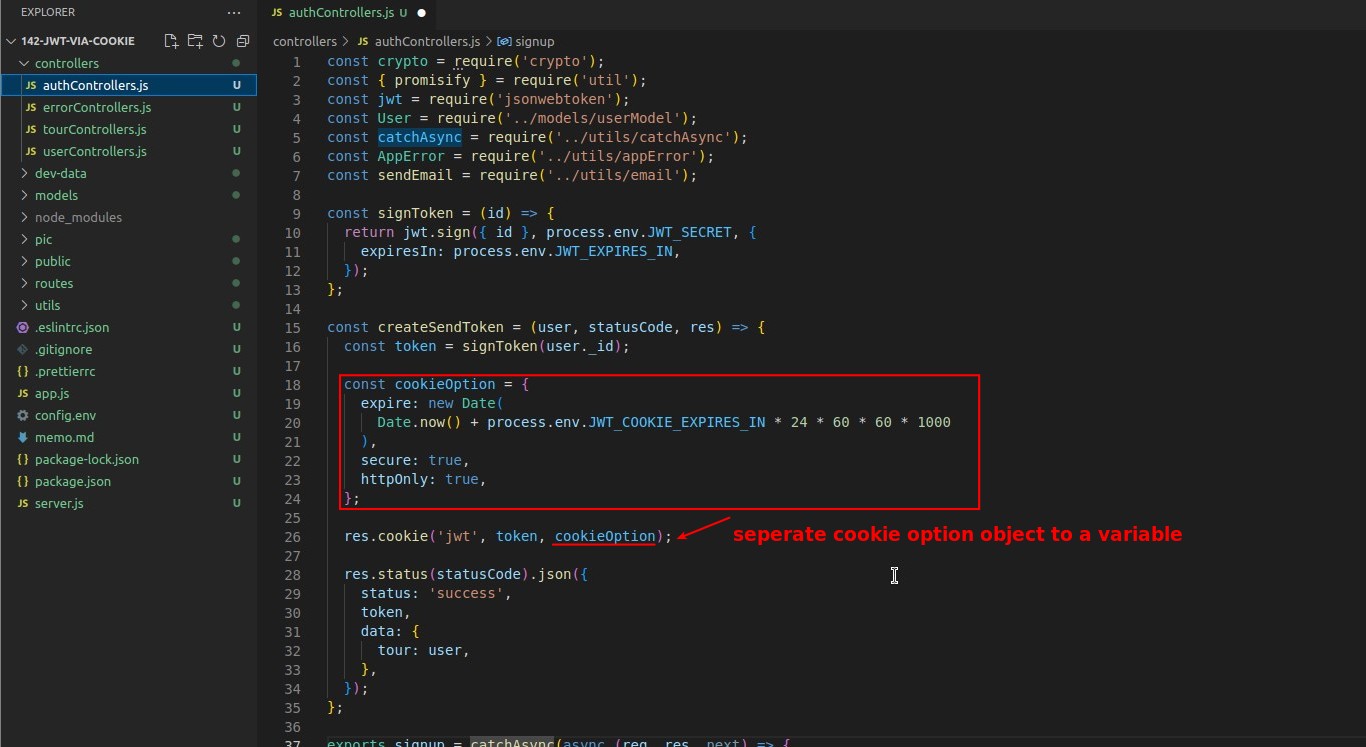 EXPLORER ···
142-JWT-VIA-COOKIE
controllers
JS authControllers.js U
JS errorControllers.js U
JS tourControllers.js U
JS userControllers.js U
dev-data
models
node_modules
pic
public
routes
utils
.eslintrc.json U
.gitignore U
{} .prettierrc U
JS app.js U
config.env U
memo.md U
{} package-lock.json U
{} package.json U
JS server.js U
JS authControllers.js U
controllers > JS authControllers.js > signup
1 const crypto = require('crypto');
2 const { promisify } = require('util');
3 const jwt = require('jsonwebtoken');
4 const User = require('../models/userModel');
5 const catchAsync = require('../utils/catchAsync');
6 const AppError = require('../utils/appError');
7 const sendEmail = require('../utils/email');
8
9 const signToken = (id) => {
10 return jwt.sign({ id }, process.env.JWT_SECRET, {
11 expiresIn: process.env.JWT_EXPIRES_IN,
12 });
13 };
14
15 const createSendToken = (user, statusCode, res) => {
16 const token = signToken(user._id);
17
18 const cookieOption = {
19 expire: new Date(
20 Date.now() + process.env.JWT_COOKIE_EXPIRES_IN * 24 * 60 * 60 * 1000
21 ),
22 secure: true,
23 httpOnly: true,
24 };
25
26 res.cookie('jwt', token, cookieOption); seperate cookie option object to a variable
27
28 res.status(statusCode).json({
29 status: 'success',
30 token,
31 data: {
32 tour: user,
33 },
34 });
35 };
36
37 exports signup = catchAsync(async (req, res, next) => {